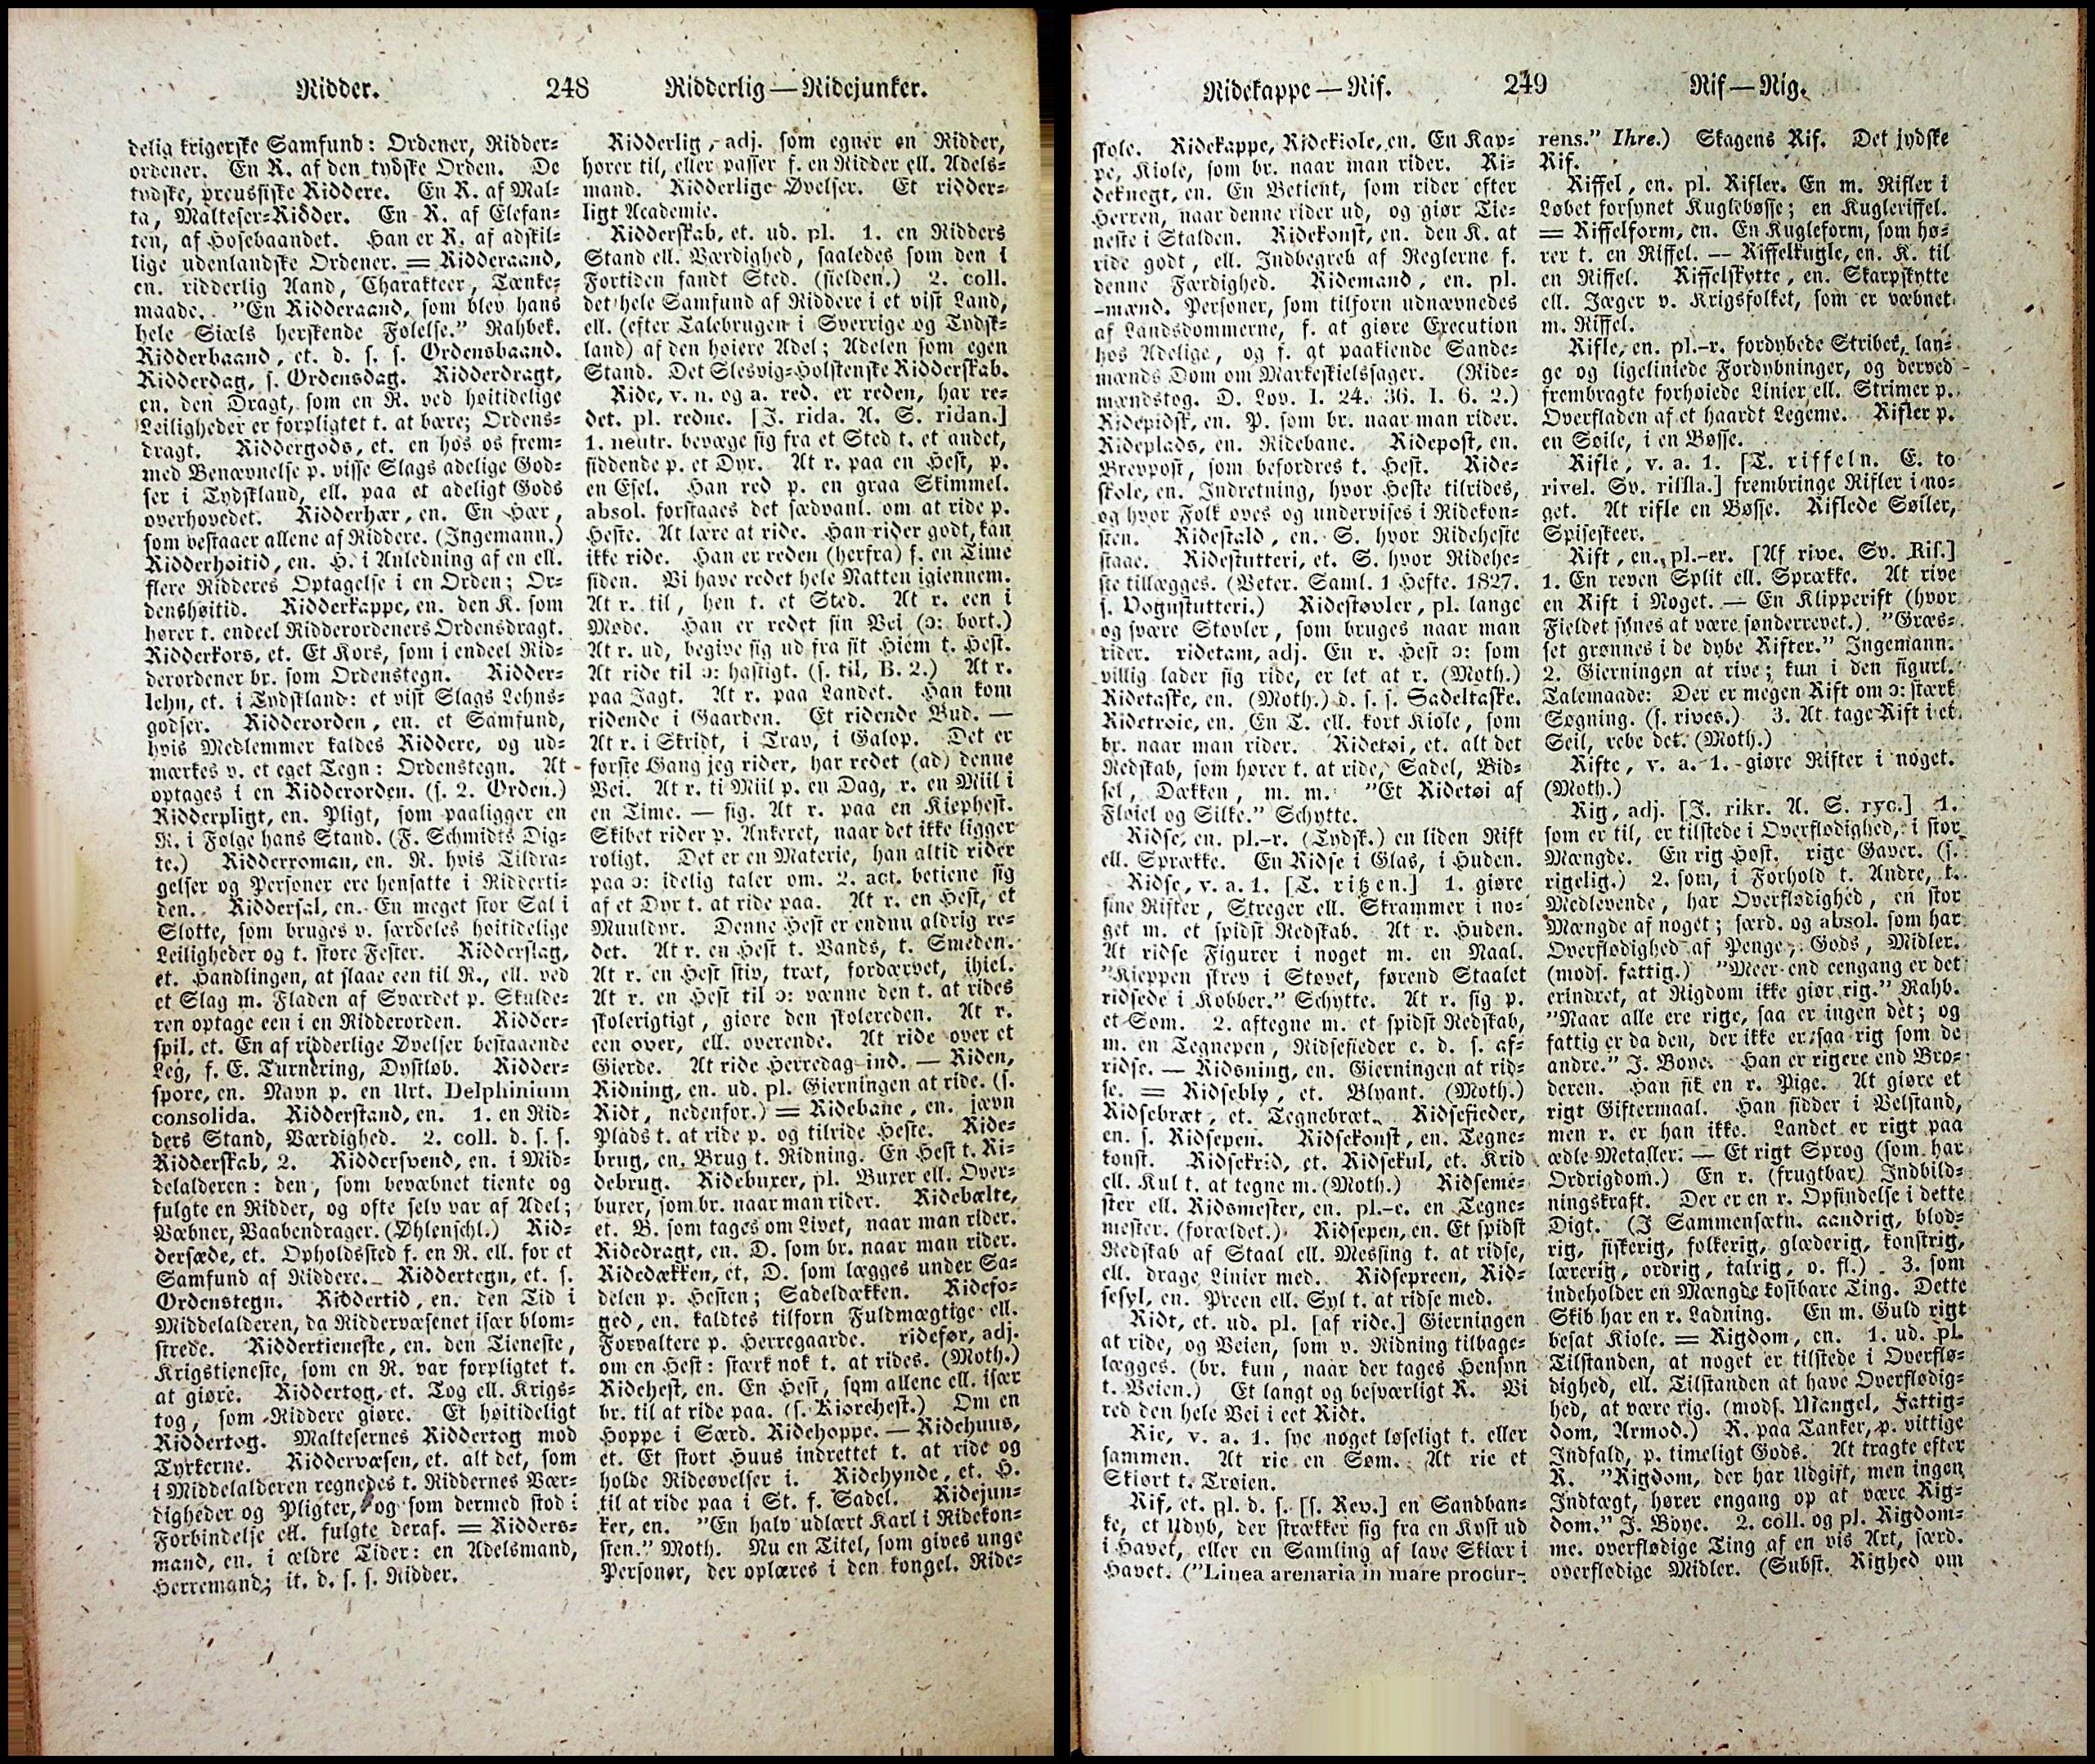 Ridder.
248
Ridderlig — Ridejunker.
delig krigerske Samfund: Ordener, Ridder-
ordener. En R. af den tydske Orden. De
tydske, preussiske Riddere. En R. af Mal-
ta, Malteser-Ridder. En R. af Elefan-
ten, af Hosebaandet. Han er R. af adskil-
lige udenlandske Ordener. = Ridderaand,
en. ridderlig Aand, Charakteer, Tænke-
maade. "En Ridderaand, som blev hans
hele Siæls herskende Følelse." Rahbek.
Ridderbaand, et. d. s. s. Ordensbaand.
Ridderdag, s. Ordensdag. Ridderdragt,
en. den Dragt, som en R. ved høitidelige
Leiligheder er forpligtet t. at bære; Ordens-
dragt. Riddergods, et. en hos os frem-
med Benævnelse p. visse Slags adelige God-
ser i Tydskland, ell. paa et adeligt Gods
overhovedet. Ridderhær, en. En Hær,
som bestaaer allene af Riddere. (Ingemann.)
Ridderhøitid, en. H. i Anledning af en ell.
flere Ridderes Optagelse i en Orden; Or-
denshøitid. Ridderkappe, en. den K. som
hører t. endeel Ridderordeners Ordensdragt.
Ridderkors, et. Et Kors, som i endeel Rid-
derordener br. som Ordenstegn. Ridder-
lehn, et. i Tydskland: et vist Slags Lehns-
godser. Ridderorden, en. et Samfund,
hvis Medlemmer kaldes Riddere, og ud-
mærkes v. et eget Tegn: Ordenstegn. At
optages i en Ridderorden. (s. 2. Orden.)
Ridderpligt, en. Pligt, som paaligger en
R. i Følge hans Stand. (F. Schmidts Dig-
te.) Ridderroman, en. R. hvis Tildra-
gelser og Personer ere hensatte i Ridderti-
den. Riddersal, en. En meget stor Sal i
Slotte, som bruges v. særdeles høitidelige
Leiligheder og t. store Fester. Ridderslag,
et. Handlingen, at slaae een til R., ell. ved
et Slag m. Fladen af Sværdet p. Skulde-
ren optage een i en Ridderorden. Ridder-
spil, et. En af ridderlige Øvelser bestaaende
Leg, f. E. Turnering, Dystløb. Ridder-
spore, en. Navn p. en Urt. Delphinium
consolida. Ridderstand, en. 1. en Rid-
ders Stand, Værdighed. 2. coll. d. s. s.
Ridderskab, 2. Riddersvend, en. i Mid-
delalderen: den, som bevæbnet tiente og
fulgte en Ridder, og ofte selv var af Adel;
Væbner, Vaabendrager. (Øhlenschl.) Rid-
dersæde, et. Opholdssted f. en R. ell. for et
Samfund af Riddere. Riddertegn, et. s.
Ordenstegn. Riddertid, en. den Tid i
Middelalderen, da Riddervæsenet især blom-
strede. Riddertieneste, en. den Tieneste,
Krigstieneste, som en R. var forpligtet t.
at giøre. Riddertog, et. Tog ell. Krigs-
tog, som Riddere giøre. Et høitideligt
Riddertog. Maltesernes Riddertog mod
Tyrkerne. Riddervæsen, et. alt det, som
i Middelalderen regnedes t. Riddernes Vær-
digheder og Pligter, og som dermed stod i
Forbindelse ell. fulgte deraf. = Ridders-
mand, en. i ældre Tider: en Adelsmand,
Herremand; it. d. s. s. Ridder.
Ridderlig, adj. som egner en Ridder,
hører til, eller passer f. en Ridder ell. Adels-
mand. Ridderlige Øvelser. Et ridder-
ligt Academie.
Ridderskab, et. ud. pl. 1. en Ridders
Stand ell. Værdighed, saaledes som den i
Fortiden fandt Sted. (sielden.) 2. coll.
det hele Samfund af Riddere i et vist Land,
ell. (efter Talebrugen i Sverrige og Tydsk-
land) af den høiere Adel; Adelen som egen
Stand. Det Slesvig-Holstenske Ridderskab.
Ride, v. n. og a. red. er reden, har re-
det. pl. redne. [I. rida. A. S. ridan.]
1. neutr. bevæge sig fra et Sted t. et andet,
siddende p. et Dyr. At r. paa en Hest, p.
en Esel. Han red p. en graa Skimmel.
absol. forstaaes det sædvanl. om at ride p.
Heste. At lære at ride. Han rider godt, kan
ikke ride. Han er reden (herfra) f. en Time
siden. Vi have redet hele Natten igiennem.
At r. til, hen t. et Sted. At r. een i
Møde. Han er redet sin Vei (ɔ: bort.)
At r. ud, begive sig ud fra sit Hiem t. Hest.
At ride til ɔ: hastigt. (s. til, B. 2.) At r.
paa Jagt. At r. paa Landet. Han kom
ridende i Gaarden. Et ridende Bud. —
At r. i Skridt, i Trav, i Galop. Det er
første Gang jeg rider, har redet (ad) denne
Vei. At r. ti Miil p. en Dag, r. en Miil i
en Time. — fig. At r. paa en Kiephest.
Skibet rider p. Ankeret, naar det ikke ligger
roligt. Det er en Materie, han altid rider
paa ɔ: idelig taler om. 2. act. betiene sig
af et Dyr t. at ride paa. At r. en Hest, et
Muuldyr. Denne Hest er endnu aldrig re-
det. At r. en Hest t. Vands, t. Smeden.
At r. en Hest stiv, træt, fordærvet, ihiel.
At r. en Hest til ɔ: vænne den t. at rides
skolerigtigt, giøre den skolereden. At r.
een over, ell. overende. At ride over et
Gierde. At ride Herredag ind. — Riden,
Ridning, en. ud. pl. Gierningen at ride. (s.
Ridt, nedenfor.) = Ridebane, en. jævn
Plads t. at ride p. og tilride Heste. Ride-
brug, en. Brug t. Ridning. En Hest t. Ri-
debrug. Ridebuxer, pl. Buxer ell. Over-
buxer, som br. naar man rider. Ridebælte,
et. B. som tages om Livet, naar man rider.
Ridedragt, en. D. som br. naar man rider.
Ridedækken, et. D. som lægges under Sa-
delen p. Hesten; Sadeldækken. Ridefo-
ged, en. kaldtes tilforn Fuldmægtige ell.
Forvaltere p. Herregaarde. ridefør, adj.
om en Hest: stærk nok t. at rides. (Moth.)
Ridehest, en. En Hest, som allene ell. især
br. til at ride paa. (s. Kiørehest.) Om en
Hoppe i Særd. Ridehoppe. — Ridehuus,
et. Et stort Huus indrettet t. at ride og
holde Rideøvelser i. Ridehynde, et. H.
til at ride paa i St. f. Sadel. Ridejun-
ker, en. "En halv udlært Karl i Ridekon-
sten." Moth. Nu en Titel, som gives unge
Personer, der oplæres i den kongel. Ride-
Ridekappe — Rif.
249
Rif — Rig.
skole. Ridekappe, Ridekiole, en. En Kap-
pe, Kiole, som br. naar man rider. Ri-
deknegt, en. En Betient, som rider efter
Herren, naar denne rider ud, og giør Tie-
neste i Stalden. Ridekonst, en. den K. at
ride godt, ell. Indbegreb af Reglerne f.
denne Færdighed. Ridemand, en. pl.
-mænd. Personer, som tilforn udnævnedes
af Landsdommerne, f. at giøre Execution
hos Adelige, og f. at paakiende Sande-
mænds Dom om Markeskielssager. (Ride-
mændstog. D. Lov. 1. 24. 36. 1. 6. 2.)
Ridepidsk, en. P. som br. naar man rider.
Rideplads, en. Ridebane. Ridepost, en.
Brevpost, som befordres t. Hest. Ride-
skole, en. Indretning, hvor Heste tilrides,
og hvor Folk øves og undervises i Ridekon-
sten. Ridestald, en. S. hvor Rideheste
staae. Ridestutteri, et. S. hvor Ridehe-
ste tillægges. (Veter. Saml. 1 Hefte. 1827.
s. Vognstutteri.) Ridestøvler, pl. lange
og svære Støvler, som bruges naar man
rider. ridetam, adj. En r. Hest ɔ: som
villig lader sig ride, er let at r. (Moth.)
Ridetaske, en. (Moth.) d. s. s. Sadeltaske.
Ridetrøie, en. En T. ell. kort Kiole, som
br. naar man rider. Ridetøi, et. alt det
Redskab, som hører t. at ride, Sadel, Bid-
sel, Dækken, m. m. "Et Ridetøi af
Fløiel og Silke." Schytte.
Ridse, en. pl.-r. (Tydsk.) en liden Rift
ell. Sprække. En Ridse i Glas, i Huden.
Ridse, v. a. 1. [T. ritzen.] 1. giøre
fine Rifter, Streger ell. Skrammer i no-
get m. et spidst Redskab. At r. Huden.
At ridse Figurer i noget m. en Naal.
"Kieppen skrev i Støvet, førend Staalet
ridsede i Kobber." Schytte. At r. sig p.
et Søm. 2. aftegne m. et spidst Redskab,
m. en Tegnepen, Ridsefieder e. d. s. af-
ridse. — Ridsning, en. Gierningen at rid-
se. = Ridsebly, et. Blyant. (Moth.)
Ridsebræt, et. Tegnebræt. Ridsefieder,
en. s. Ridsepen. Ridsekonst, en. Tegne-
konst. Ridsekrid, et. Ridsekul, et. Krid
ell. Kul t. at tegne m. (Moth.) Ridseme-
ster ell. Ridsmester, en. pl.-e. en Tegne-
mester. (forældet.) Ridsepen, en. Et spidst
Redskab af Staal ell. Messing t. at ridse,
ell. drage Linier med. Ridsepreen, Rid-
sesyl, en. Preen ell. Syl t. at ridse med.
Ridt, et. ud. pl. [af ride.] Gierningen
at ride, og Veien, som v. Ridning tilbage-
lægges. (br. kun, naar der tages Hensyn
t. Veien.) Et langt og besværligt R. Vi
red den hele Vei i eet Ridt.
Rie, v. a. 1. sye noget løseligt t. eller
sammen. At rie en Søm. At rie et
Skiørt t. Trøien.
Rif, et. pl. d. s. [s. Rev.] en Sandban-
ke, et Udyb, der strækker sig fra en Kyst ud
i Havet, eller en Samling af lave Skiær i
Havet. ("Linea arenaria in mare procur-
rens." Ihre.) Skagens Rif. Det jydske
Rif.
Riffel, en. pl. Rifler. En m. Rifler i
Løbet forsynet Kuglebøsse; en Kugleriffel.
= Riffelform, en. En Kugleform, som hø-
rer t. en Riffel. — Riffelkugle, en. K. til
en Riffel. Riffelskytte, en. Skarpskytte
ell. Jæger v. Krigsfolket, som er væbnet
m. Riffel.
Rifle, en. pl.-r. fordybede Striber, lan-
ge og ligeliniede Fordybninger, og derved
frembragte forhøiede Linier ell. Strimer p.
Overfladen af et haardt Legeme. Rifler p.
en Søile, i en Bøsse.
Rifle, v. a. 1. [T. riffeln. E. to
rivel. Sv. riffla.] frembringe Rifler i no-
get. At rifle en Bøsse. Riflede Søiler,
Spiseskeer.
Rift, en. pl.-er. [Af rive. Sv. Rif.]
1. En reven Split ell. Sprække. At rive
en Rift i Noget. — En Klipperift (hvor
Fieldet synes at være sønderrevet.) "Græs-
set grønnes i de dybe Rifter." Ingemann.
2. Gierningen at rive; kun i den figurl.
Talemaade: Der er megen Rift om ɔ: stærk
Søgning. (s. rives.) 3. At tage Rift i et
Seil, rebe det. (Moth.)
Rifte, v. a. 1. giøre Rifter i noget.
(Moth.)
Rig, adj. [I. rikr. A. S. ryc.] 1.
som er til, er tilstede i Overflødighed, i stor
Mængde. En rig Høst. rige Gaver. (s.
rigelig.) 2. som, i Forhold t. Andre, t.
Medlevende, har Overflødighed, en stor
Mængde af noget; særd. og absol. som har
Overflødighed af Penge, Gods, Midler.
(mods. fattig.) "Meer end eengang er det
erindret, at Rigdom ikke giør rig." Rahb.
"Naar alle ere rige, saa er ingen det; og
fattig er da den, der ikke er saa rig som de
andre." J. Boye. Han er rigere end Bro-
deren. Han fik en r. Pige. At giøre et
rigt Giftermaal. Han sidder i Velstand,
men r. er han ikke. Landet er rigt paa
ædle Metaller. — Et rigt Sprog (som har
Ordrigdom.) En r. (frugtbar) Indbild-
ningskraft. Der er en r. Opfindelse i dette
Digt. (I Sammensætn. aandrig, blod-
rig, fiskerig, folkerig, glæderig, konstrig,
lærerig, ordrig, talrig, o. fl.) 3. som
indeholder en Mængde kostbare Ting. Dette
Skib har en r. Ladning. En m. Guld rigt
besat Kiole. = Rigdom, en. 1. ud. pl.
Tilstanden, at noget er tilstede i Overflø-
dighed, ell. Tilstanden at have Overflødig-
hed, at være rig. (mods. Mangel, Fattig-
dom, Armod.) R. paa Tanker, p. vittige
Indfald, p. timeligt Gods. At tragte efter
R. "Rigdom, der har Udgift, men ingen
Indtægt, hører engang op at være Rig-
dom." J. Boye. 2. coll. og pl. Rigdom-
me. overflødige Ting af en vis Art, særd.
overflødige Midler. (Subst. Righed om